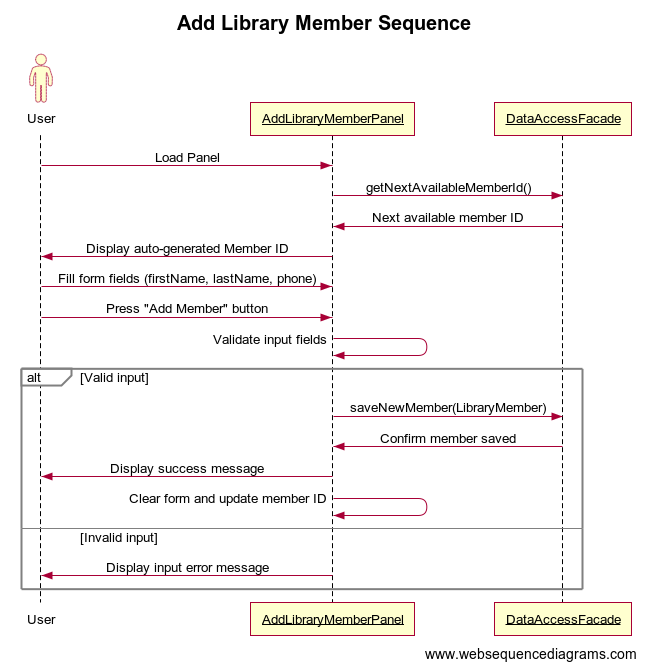 Add Library Member Sequence
User
AddLibraryMemberPanel
DataAccessFacade
Load Panel
getNextAvailableMemberId()
Next available member ID
Display auto-generated Member ID
Fill form fields (firstName, lastName, phone)
Press "Add Member" button
Validate input fields
alt
[Valid input]
saveNewMember(LibraryMember)
Confirm member saved
Display success message
Clear form and update member ID
[Invalid input]
Display input error message
User
AddLibraryMemberPanel
DataAccessFacade
www.websequencediagrams.com